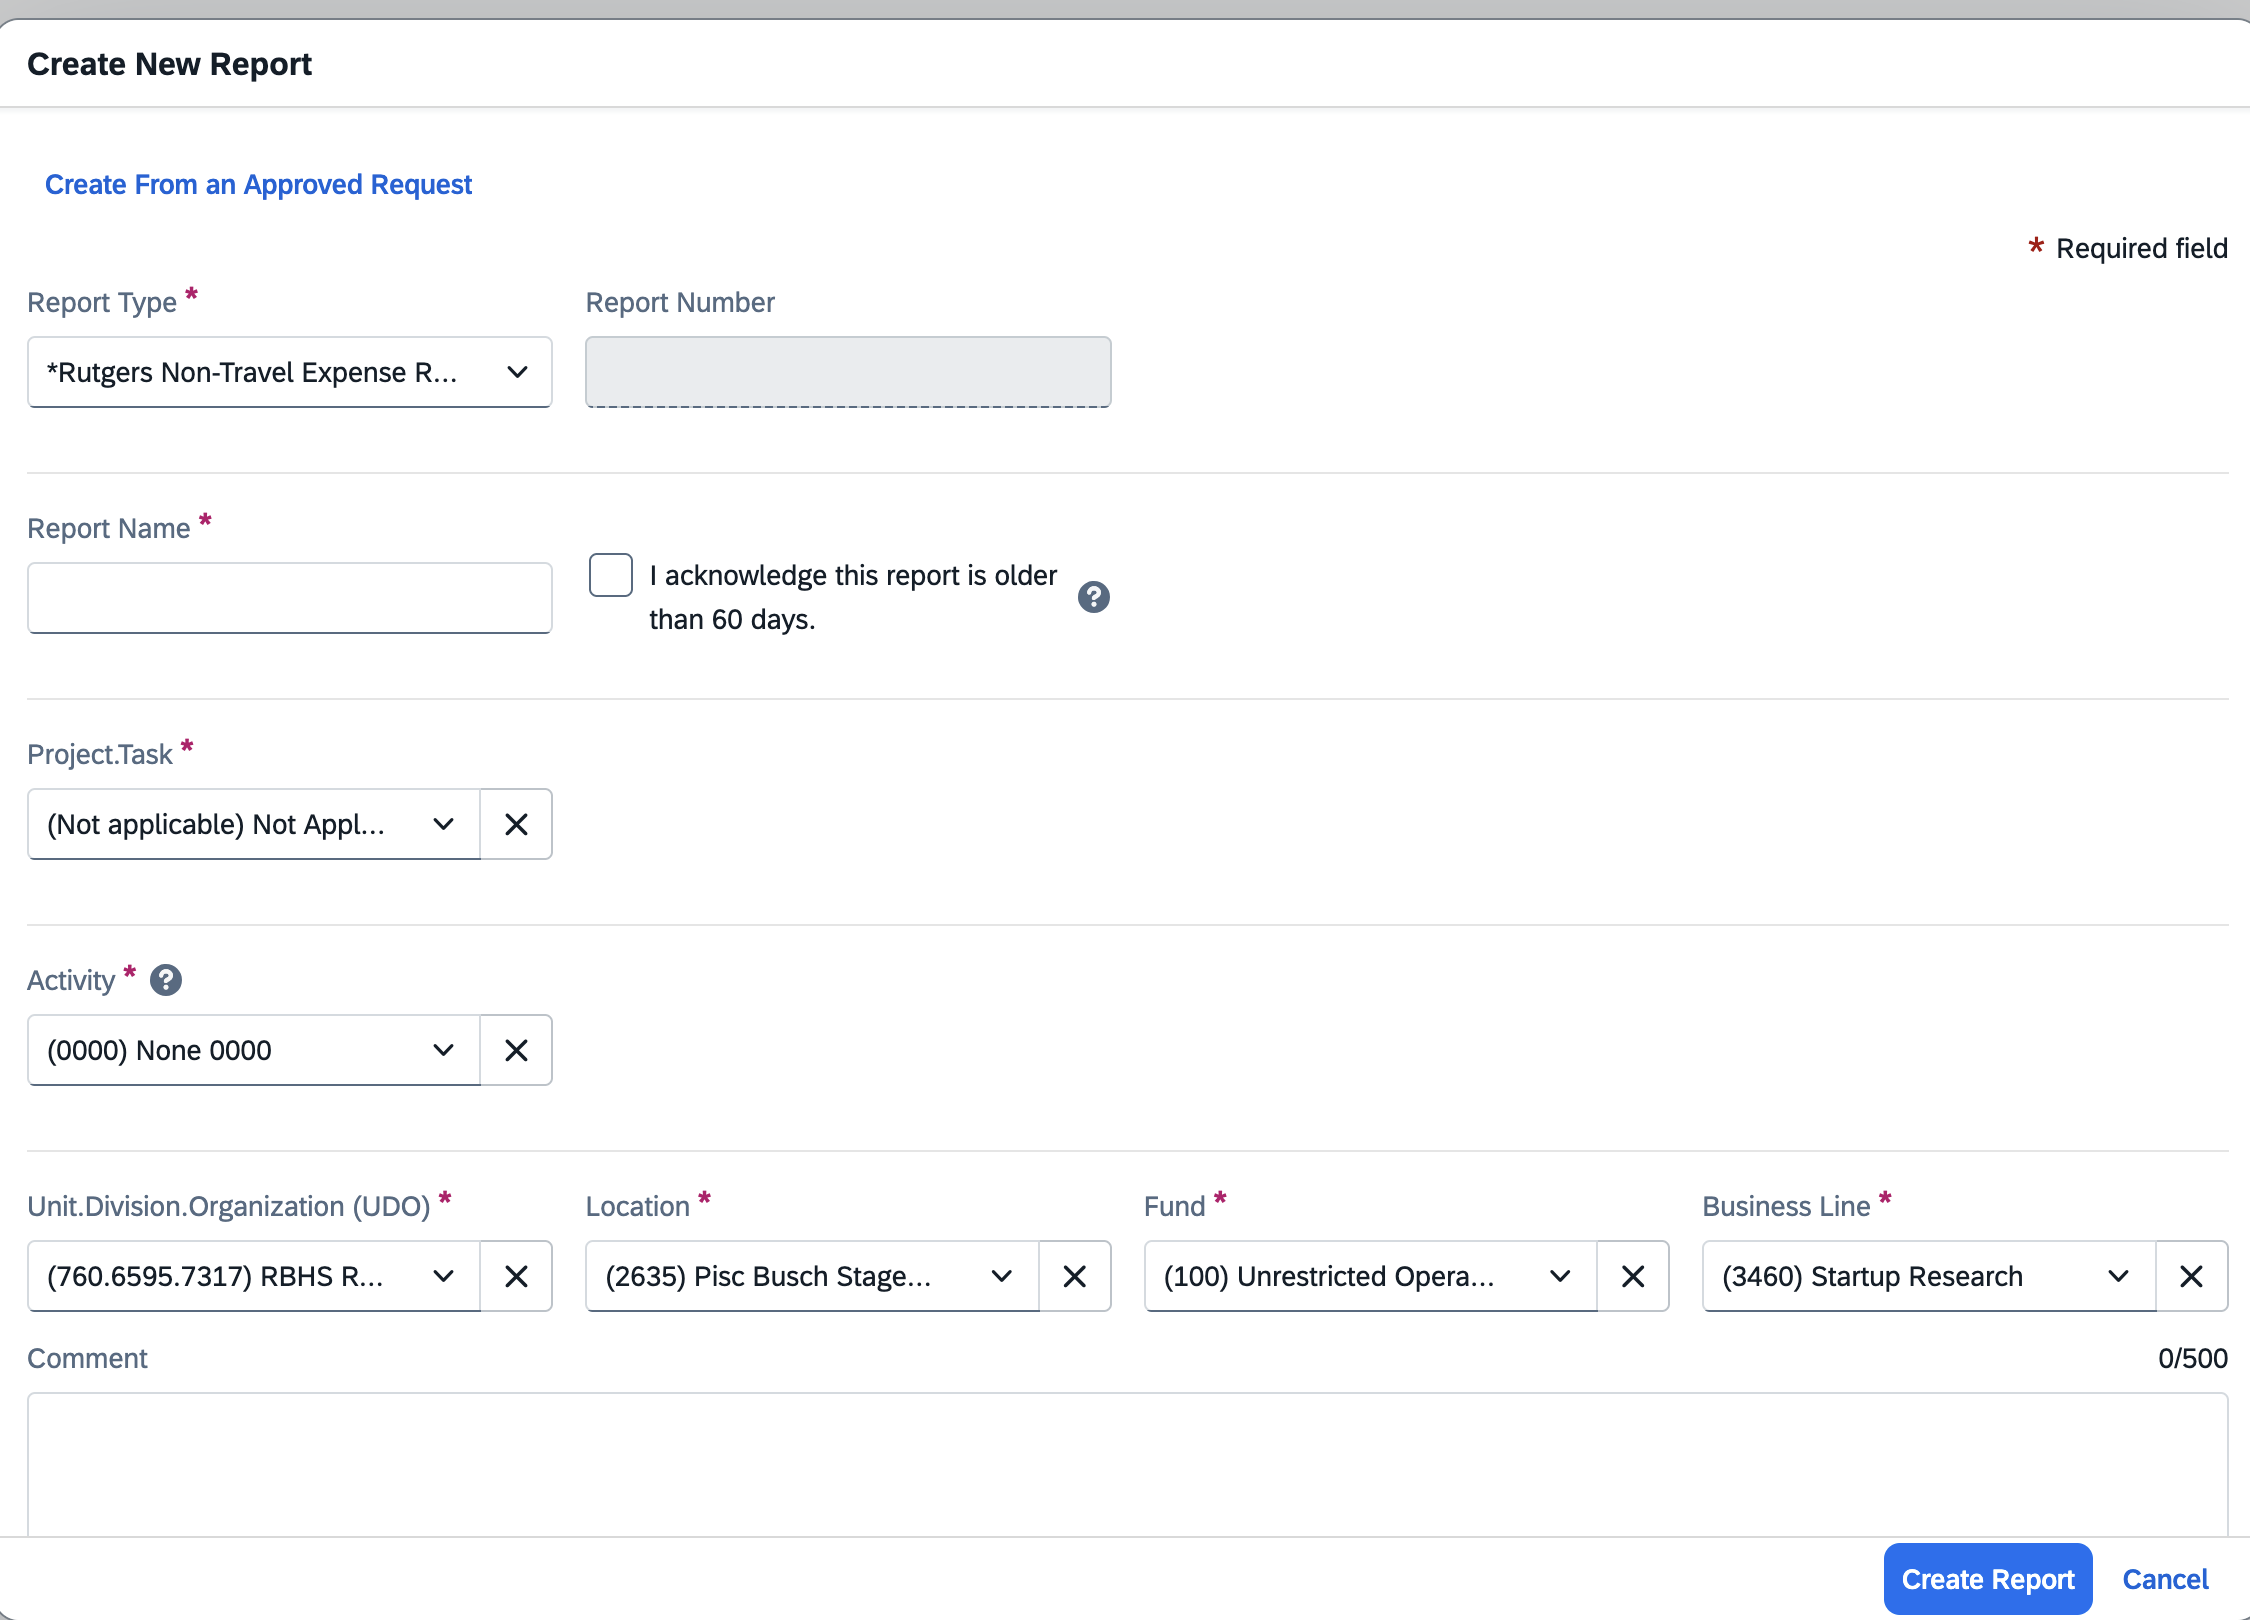 Create New Report
Create From an Approved Request
* Required field
Report Type *
Report Number
*Rutgers Non-Travel Expense R...
Report Name *
I acknowledge this report is older
than 60 days.
Project.Task *
(Not applicable) Not Appl...
Activity *
(0000) None 0000
Unit.Division.Organization (UDO) *
Location *
Fund *
Business Line *
(760.6595.7317) RBHS R...
(2635) Pisc Busch Stage...
(100) Unrestricted Opera...
(3460) Startup Research
Comment
0/500
Create Report
Cancel